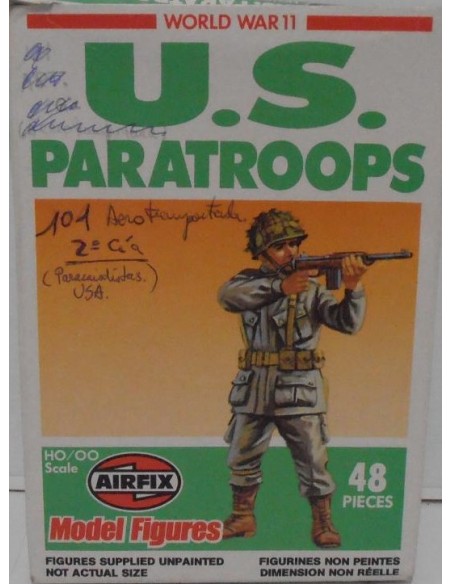 WORLD WAR 11
U.S.
PARATROOPS
101 Aerotransportada
2ª Cía
(Paracaidistas.)
USA.
HO/OO
Scale
AIRFIX
Model Figures
48
PIECES
FIGURES SUPPLIED UNPAINTED
NOT ACTUAL SIZE
FIGURINES NON PEINTES
DIMENSION NON RÉELLE